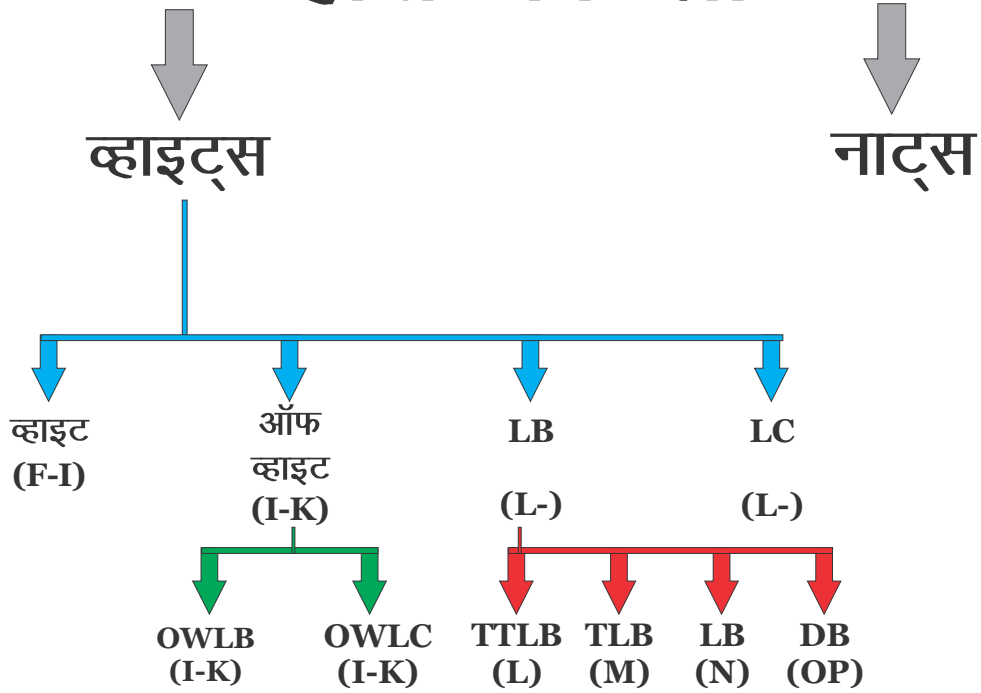 व्हाइट्स
नाट्स
व्हाइट
(F-I)
ऑफ
व्हाइट
(I-K)
LB
(L-)
LC
(L-)
OWLB
(I-K)
OWLC
(I-K)
TTLB
(L)
TLB
(M)
LB
(N)
DB
(OP)